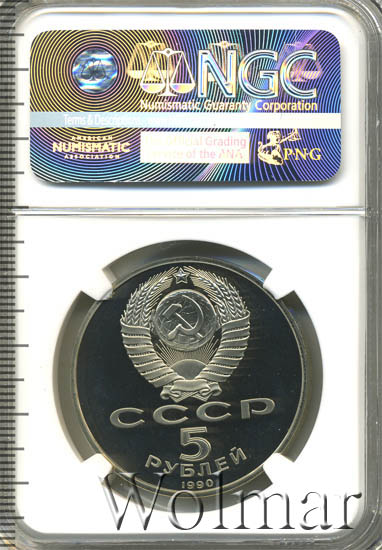 NGC
Numismatic Guaranty Corporation
Terms & Descriptions
AMERICAN
NUMISMATIC
ASSOCIATION
Official Grading
Service of the ANA
PNG
СССР
5
РУБЛЕЙ
1990
Wolmar